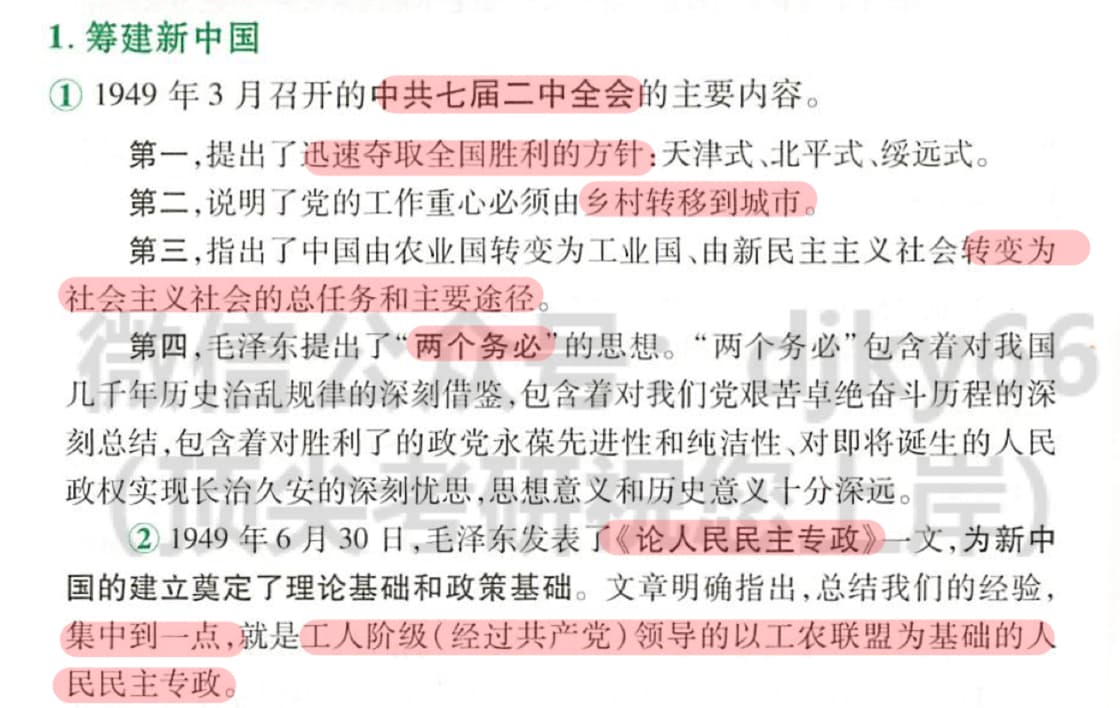 1. 筹建新中国
① 1949 年 3 月召开的中共七届二中全会的主要内容。
第一,提出了迅速夺取全国胜利的方针:天津式、北平式、绥远式。
第二,说明了党的工作重心必须由乡村转移到城市。
第三,指出了中国由农业国转变为工业国、由新民主主义社会转变为
社会主义社会的总任务和主要途径。
第四,毛泽东提出了“两个务必”的思想。“两个务必”包含着对我国
几千年历史治乱规律的深刻借鉴,包含着对我们党艰苦卓绝奋斗历程的深
刻总结,包含着对胜利了的政党永葆先进性和纯洁性、对即将诞生的人民
政权实现长治久安的深刻忧思,思想意义和历史意义十分深远。
② 1949 年 6 月 30 日,毛泽东发表了《论人民民主专政》一文,为新中
国的建立奠定了理论基础和政策基础。文章明确指出,总结我们的经验,
集中到一点,就是工人阶级(经过共产党)领导的以工农联盟为基础的人
民民主专政。
微信公众号:djky66
(顶尖考研祝您上岸)